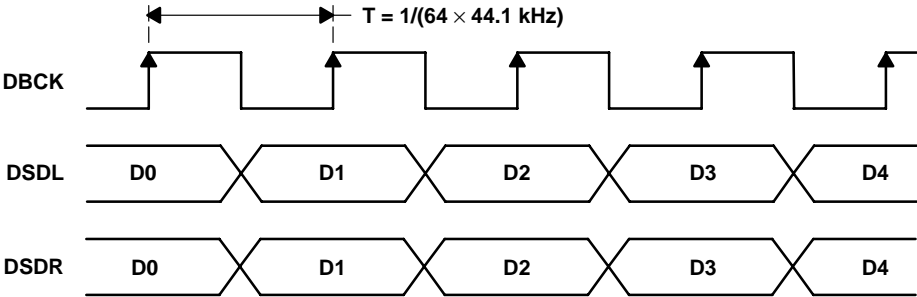 T = 1/(64 × 44.1 kHz)
DBCK
DSDL D0 D1 D2 D3 D4
DSDR D0 D1 D2 D3 D4